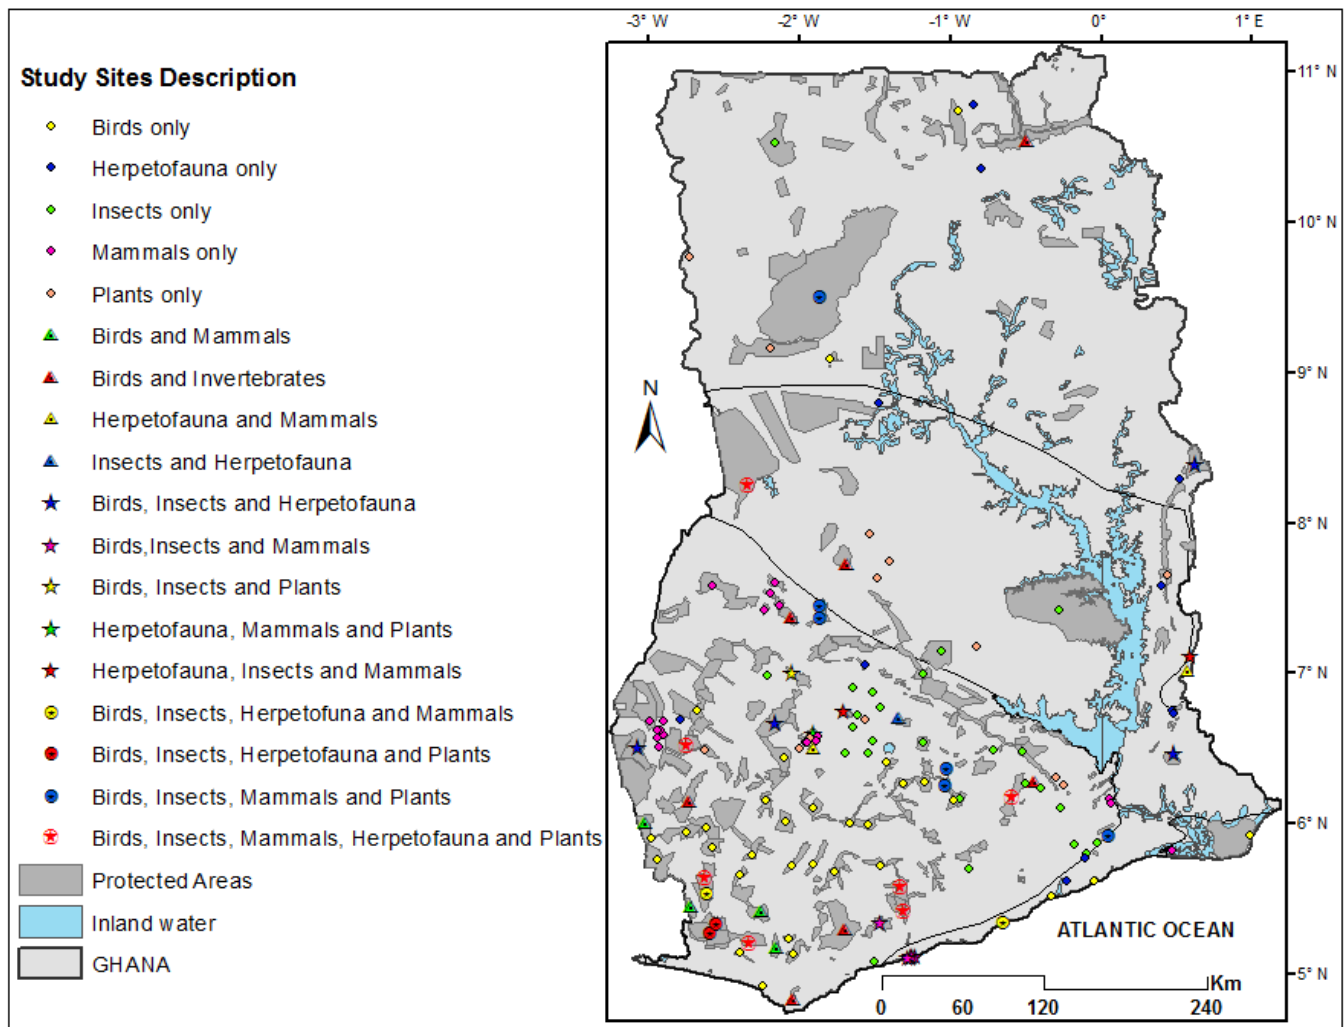 -3° W
-2° W
-1° W
0°
1° E
Study Sites Description
Birds only
Herpetofauna only
Insects only
Mammals only
Plants only
Birds and Mammals
Birds and Invertebrates
Herpetofauna and Mammals
Insects and Herpetofauna
Birds, Insects and Herpetofauna
Birds,Insects and Mammals
Birds, Insects and Plants
Herpetofauna, Mammals and Plants
Herpetofauna, Insects and Mammals
Birds, Insects, Herpetofuna and Mammals
Birds, Insects, Herpetofauna and Plants
Birds, Insects, Mammals and Plants
Birds, Insects, Mammals, Herpetofauna and Plants
Protected Areas
Inland water
GHANA
N
11° N
10° N
9° N
8° N
7° N
6° N
5° N
ATLANTIC OCEAN
Km
0
60
120
240